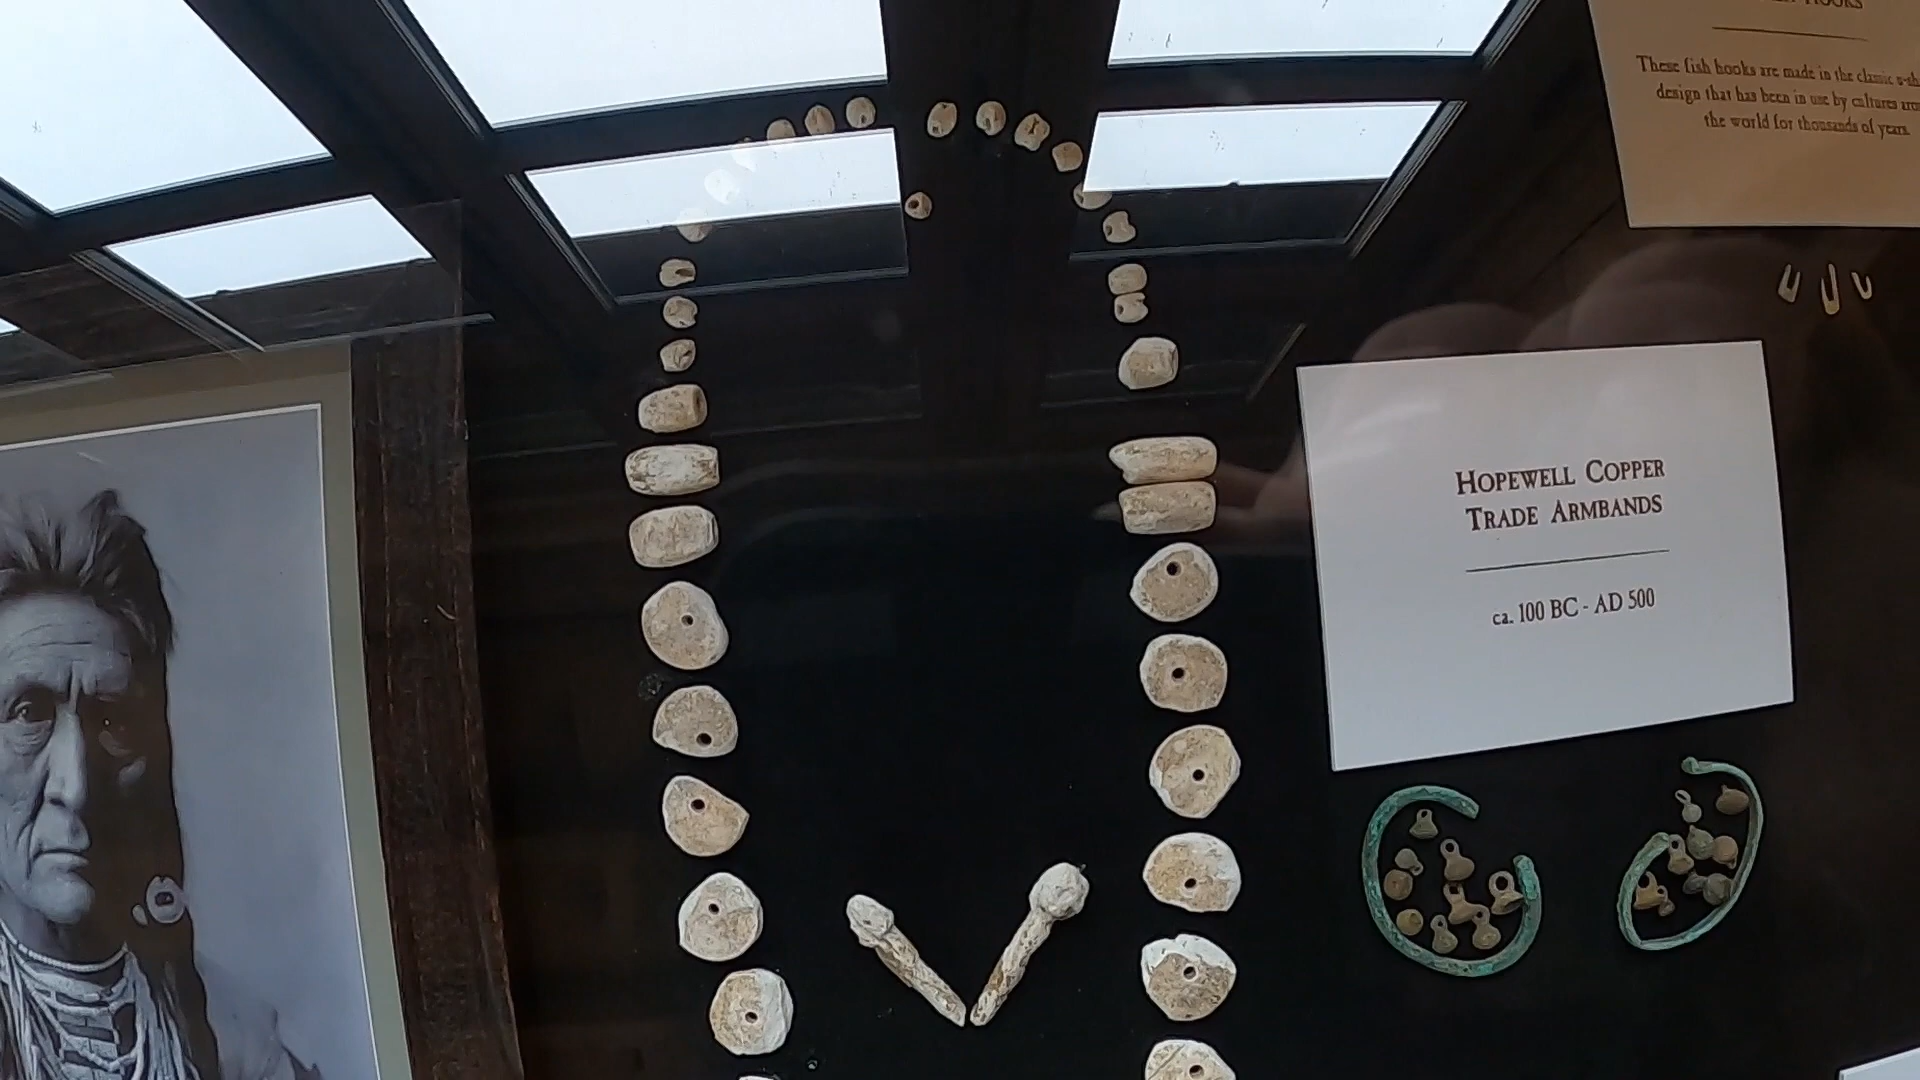 HOOKS
These fish hooks are made in the classic
design that has been in use by cultures
the world for thousands of years.
HOPEWELL COPPER
TRADE ARMBANDS
ca. 100 BC - AD 500